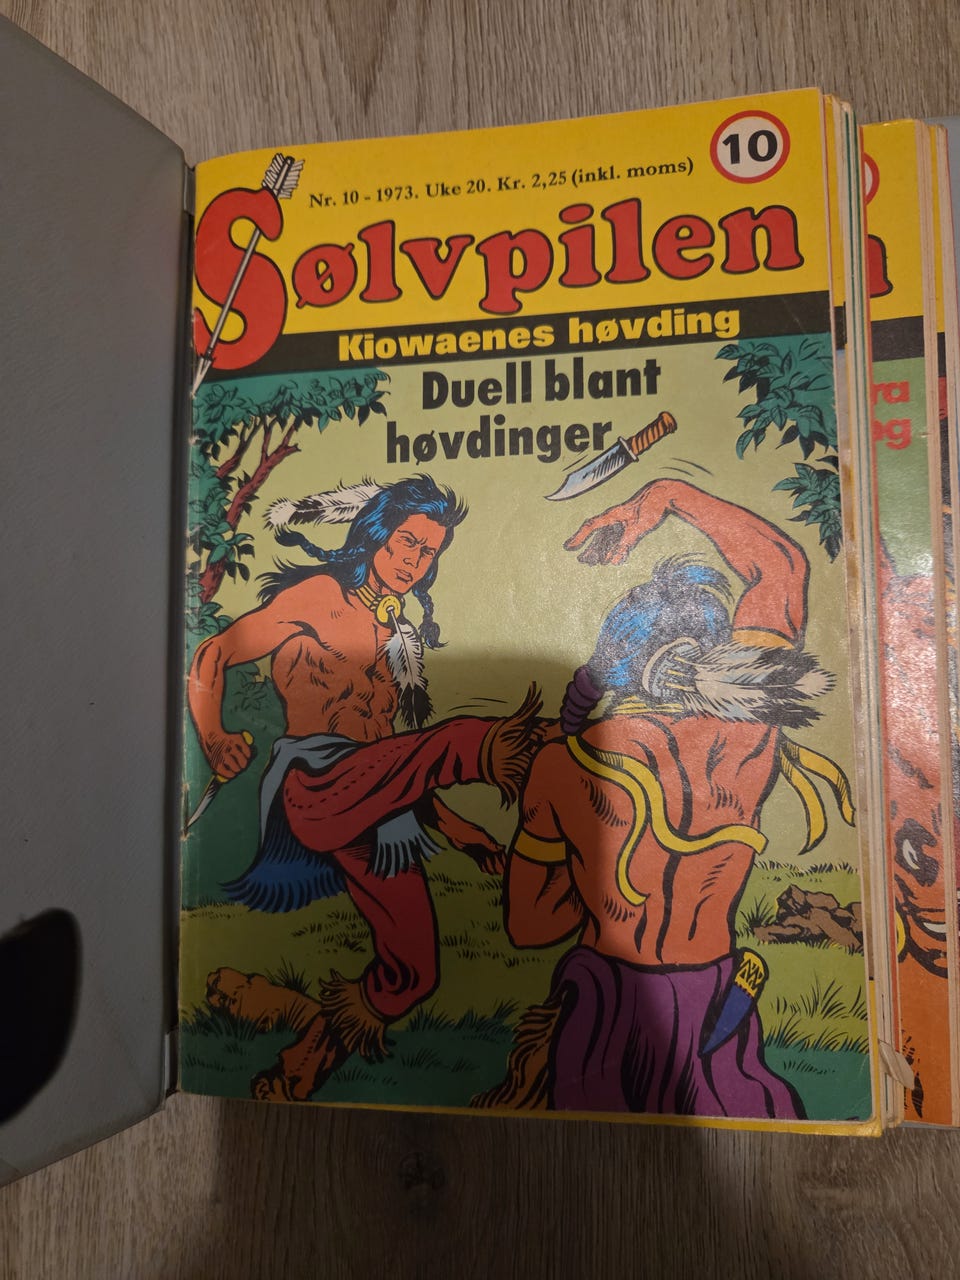 10
Nr. 10 - 1973. Uke 20. Kr. 2,25 (inkl. moms)
Sølvpilen
Kiowaenes høvding
Duell blant
høvdinger